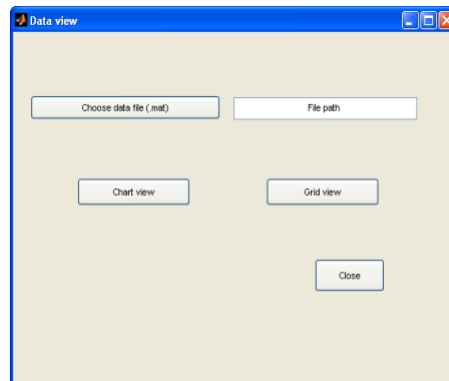 Data view
Choose data file (.mat)
File path
Chart view
Grid view
Close